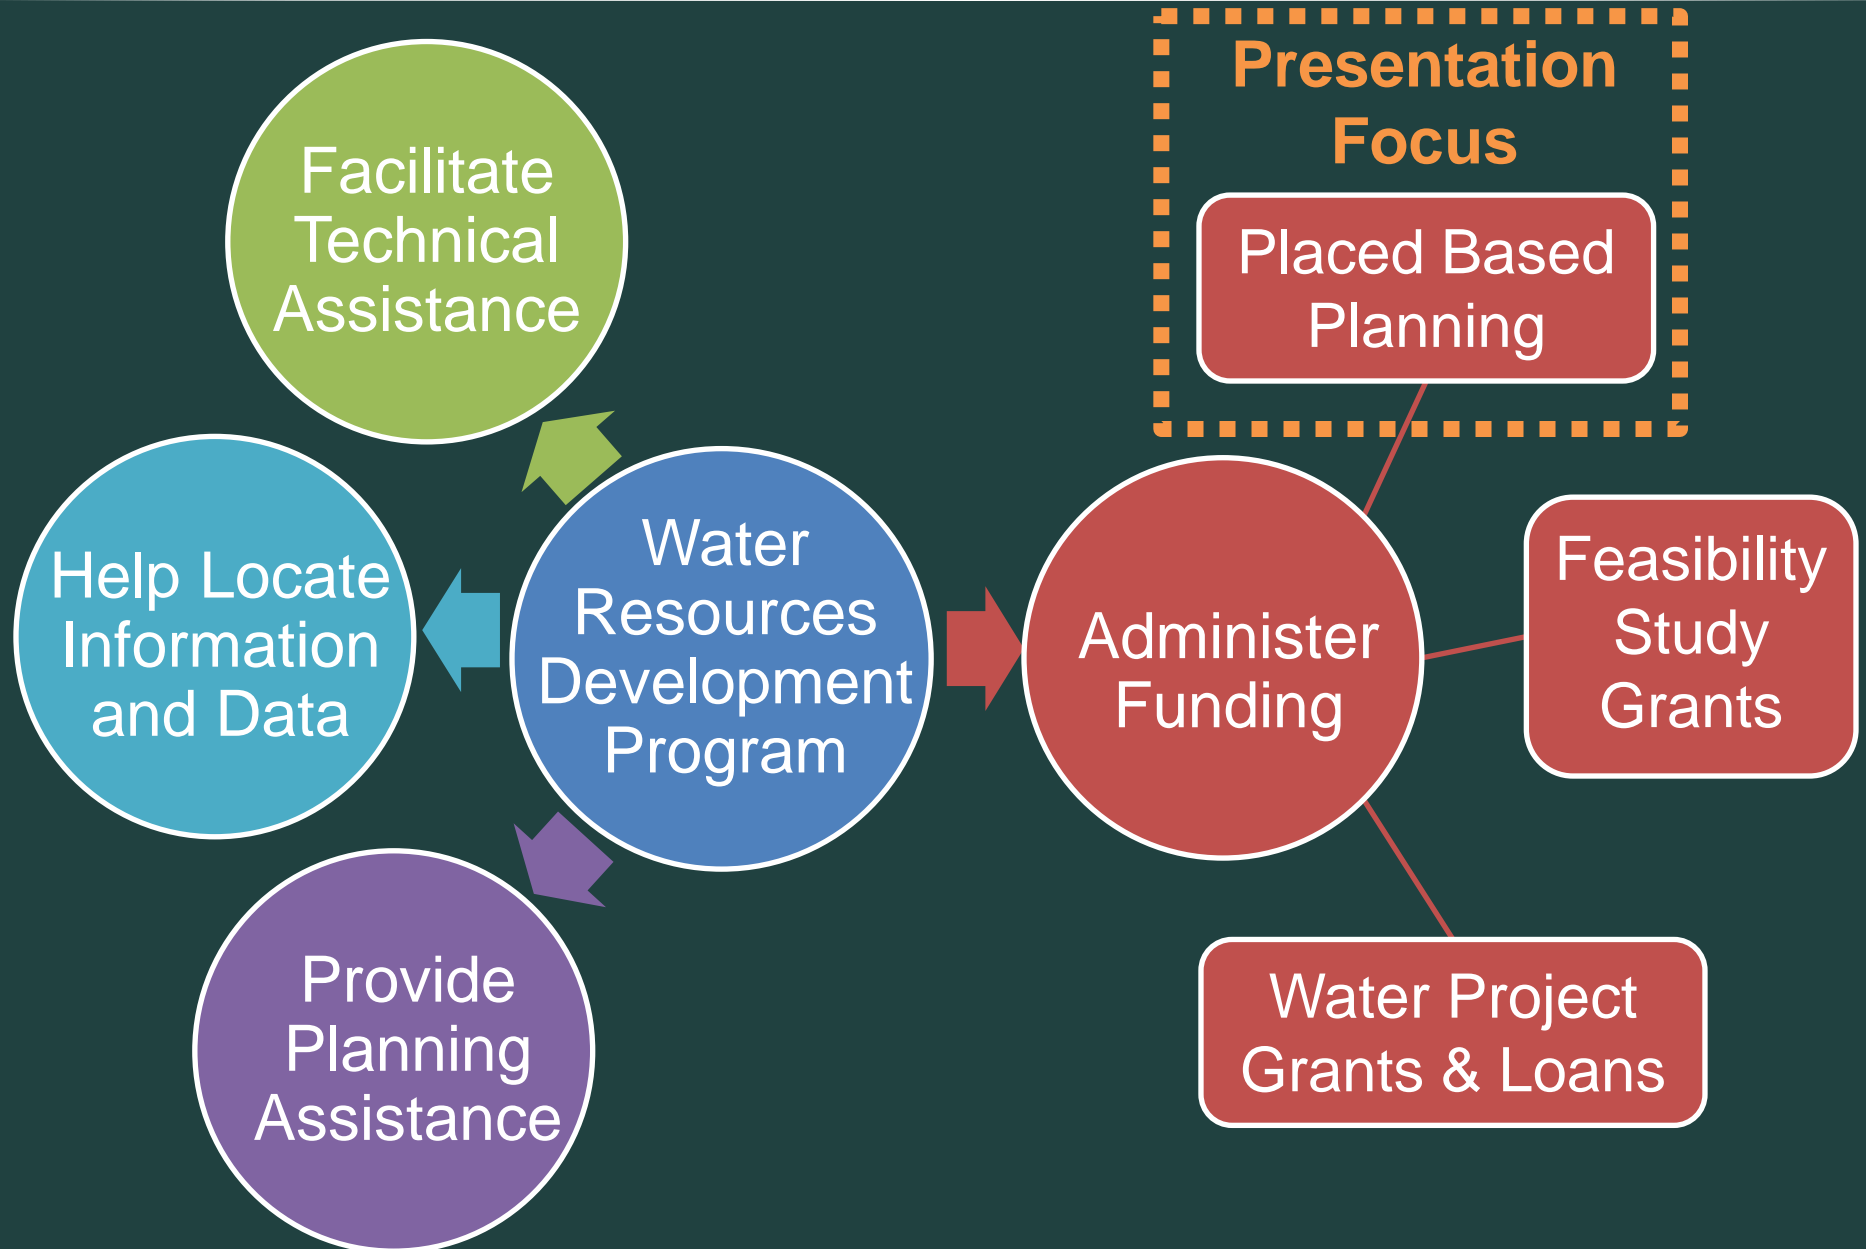 Presentation
Focus
Placed Based
Planning
Facilitate
Technical
Assistance
Help Locate
Information
and Data
Water
Resources
Development
Program
Administer
Funding
Feasibility
Study
Grants
Provide
Planning
Assistance
Water Project
Grants & Loans